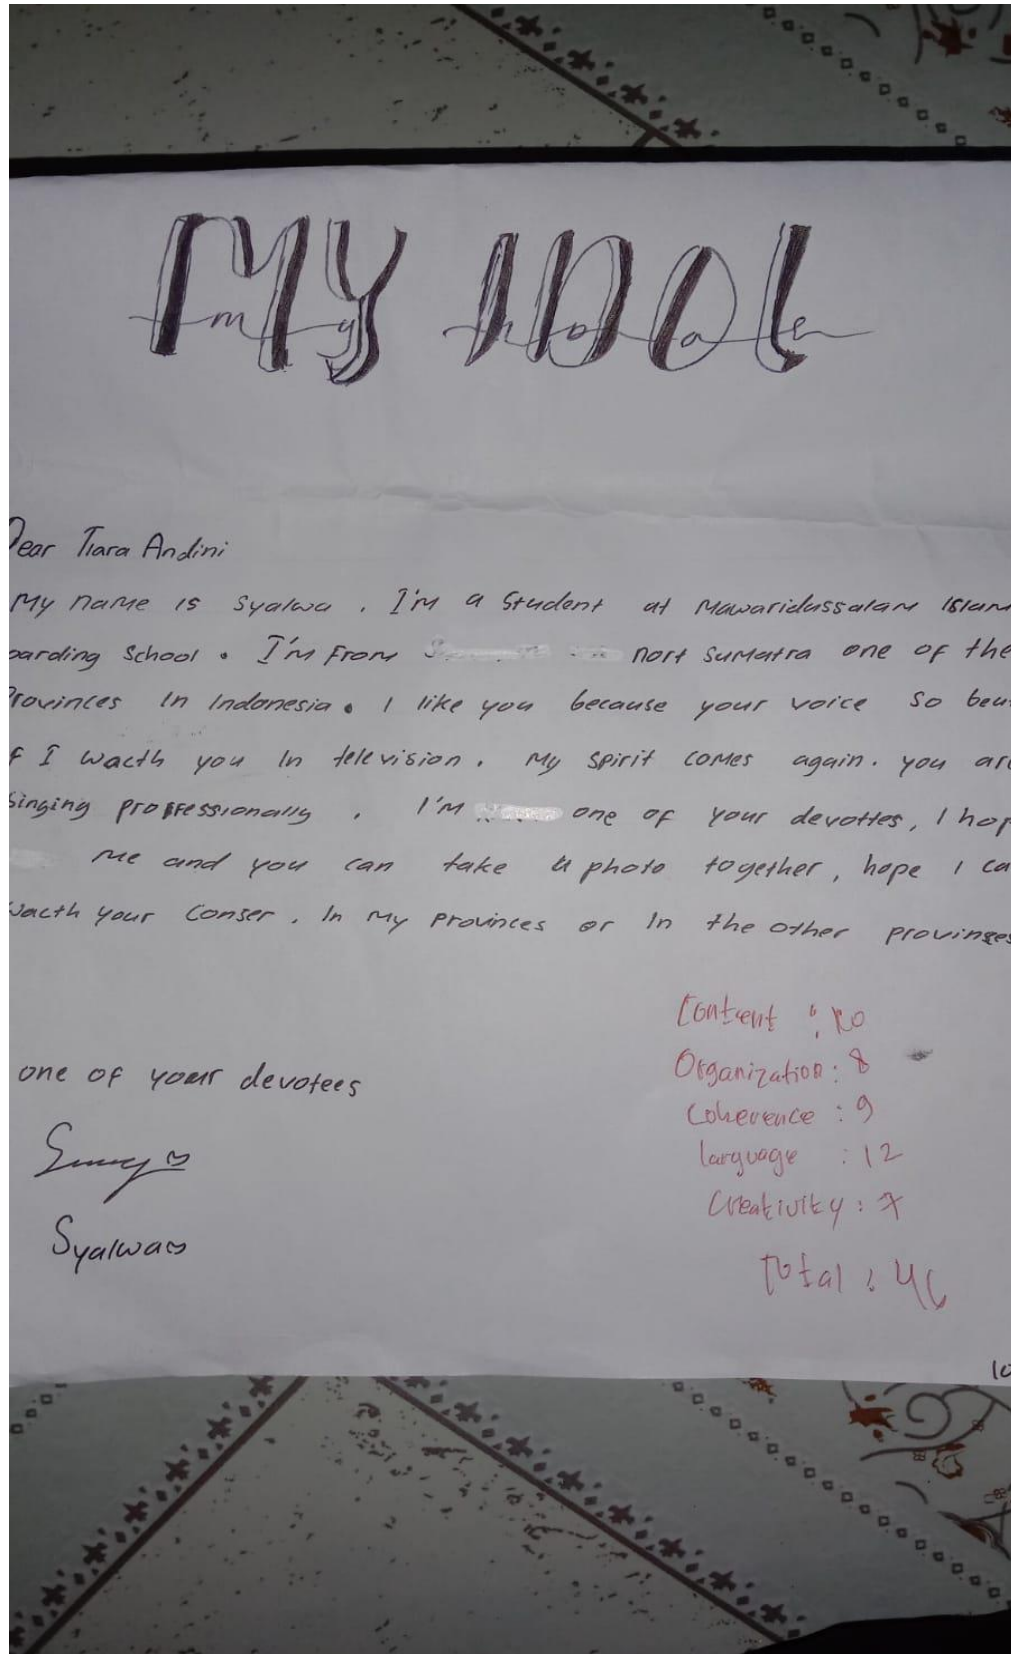 MY IDOL
my
Dear Tiara Andini
My name is Syalwa . I'm a Student at Mawaridussalam Islam
oarding School . I'm From nort sumatra one of the
Provinces In Indonesia . I like you because your voice so beu
f I wacth you In television . My spirit comes again . you are
Singing proffessionally , I'm one of your devottes, I hop
me and you can take a photo together, hope I ca
wacth your Conser . In my provinces or In the other provinges
one of your devotees
Syalwa
Content : 10
Organization : 8
Coherence : 9
language : 12
Creativity : 7
Total : 46
10